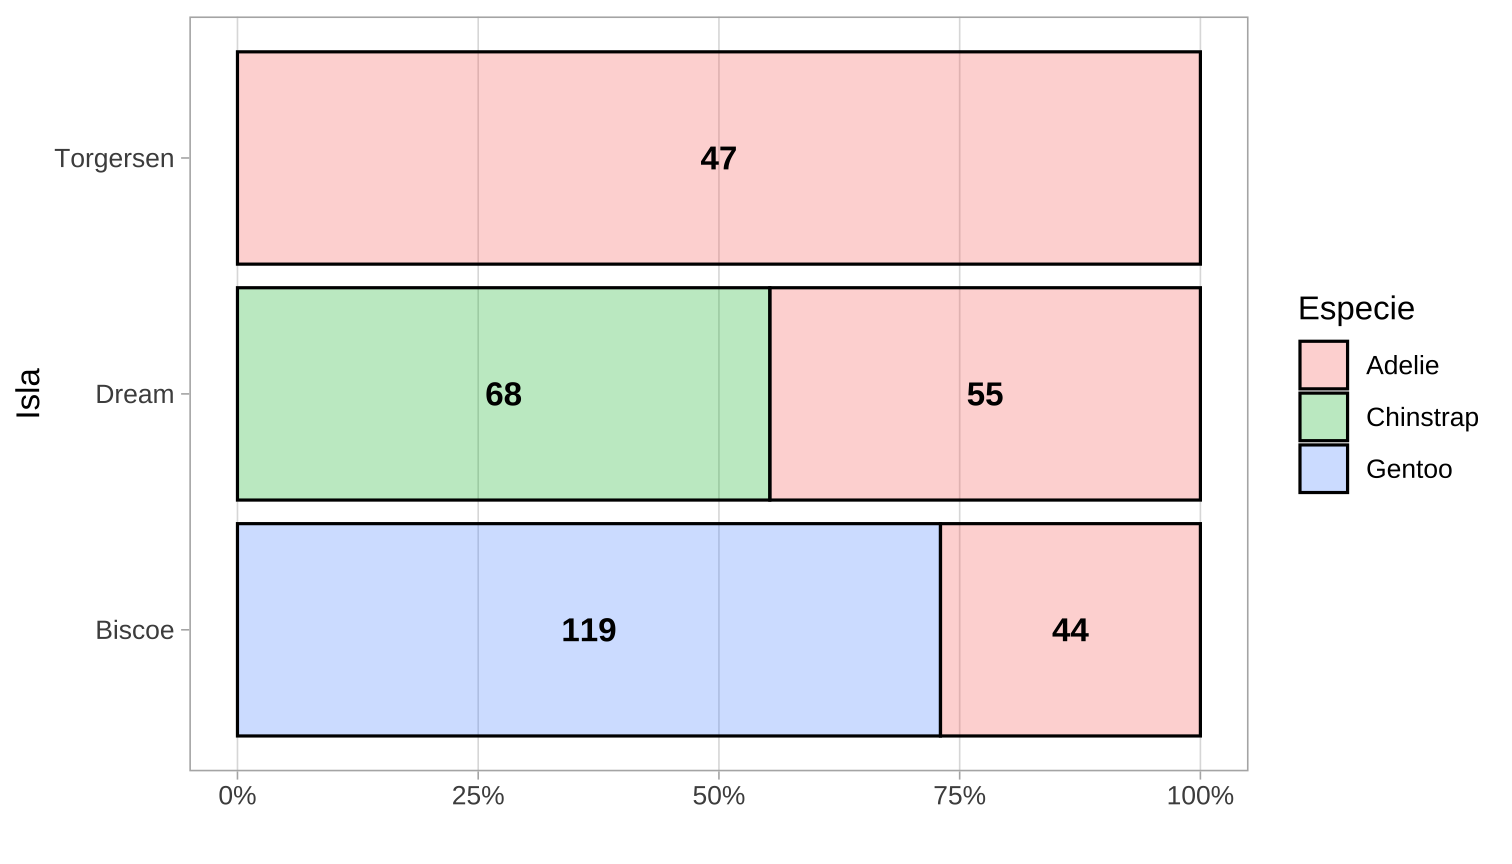 Isla
Torgersen
47
Dream
68
55
Biscoe
119
44
0%
25%
50%
75%
100%
Especie
Adelie
Chinstrap
Gentoo